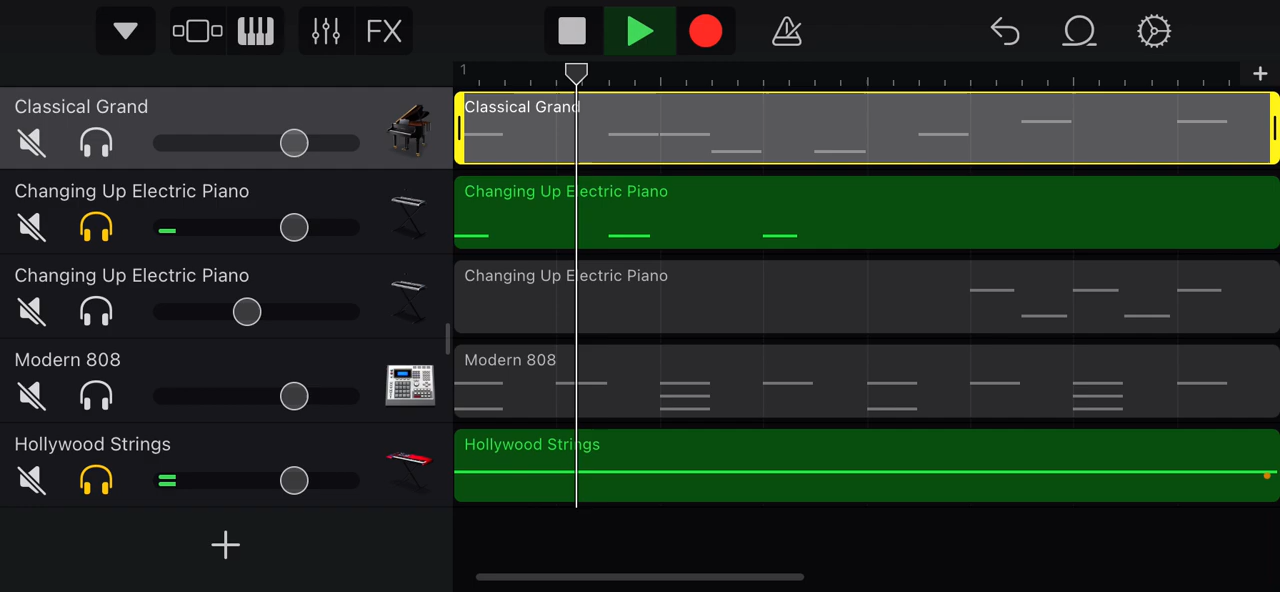 FX
1
Classical Grand
Classical Grand
Changing Up Electric Piano
Changing Up Electric Piano
Changing Up Electric Piano
Changing Up Electric Piano
Modern 808
Modern 808
Hollywood Strings
Hollywood Strings